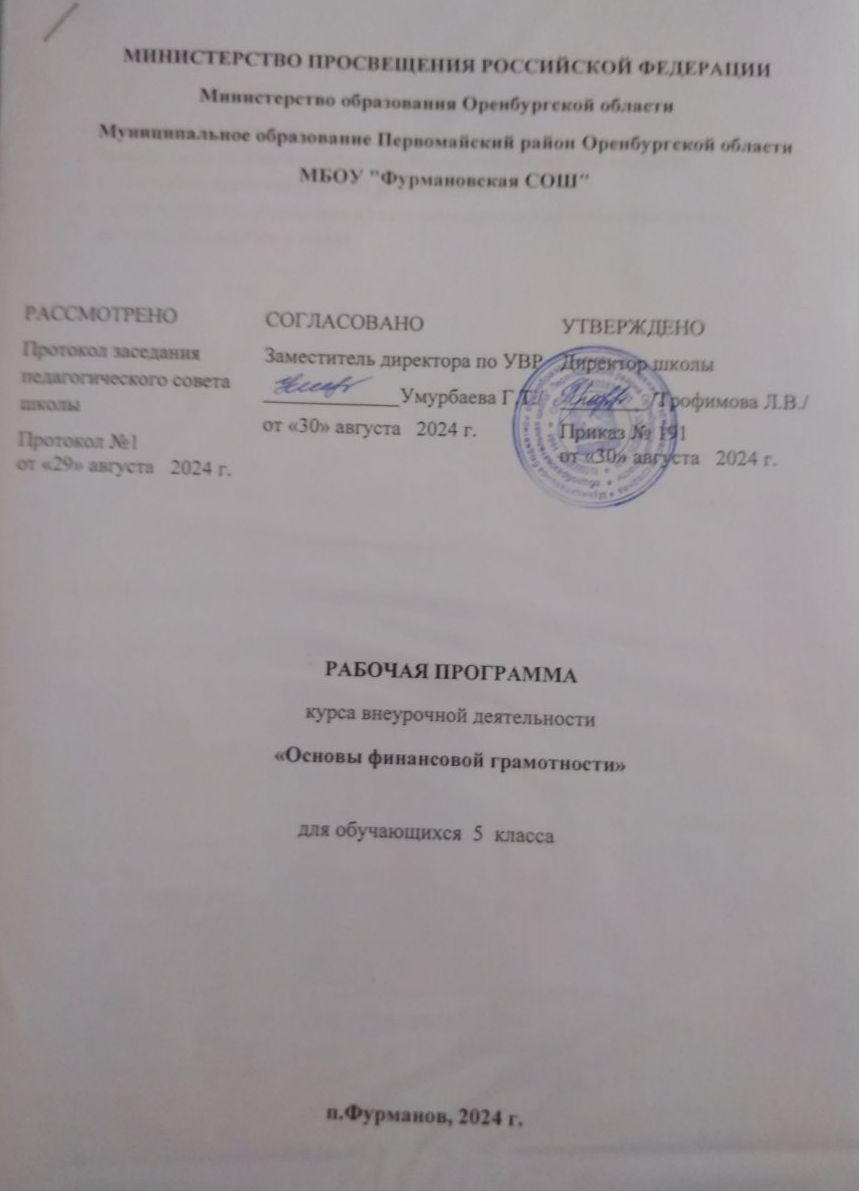 МИНИСТЕРСТВО ПРОСВЕЩЕНИЯ РОССИЙСКОЙ ФЕДЕРАЦИИ
Министерство образования Оренбургской области
Муниципальное образование Первомайский район Оренбургской области
МБОУ "Фурмановская СОШ"
РАССМОТРЕНО
Протокол заседания
педагогического совета
школы
Протокол №1
от «29» августа 2024 г.
СОГЛАСОВАНО
Заместитель директора по УВР
Умурбаева Г.
от «30» августа 2024 г.
УТВЕРЖДЕНО
Директор школы
/Трофимова Л.В./
Приказ № 191
от «30» августа 2024 г.
РАБОЧАЯ ПРОГРАММА
курса внеурочной деятельности
«Основы финансовой грамотности»
для обучающихся 5 класса
п.Фурманов, 2024 г.